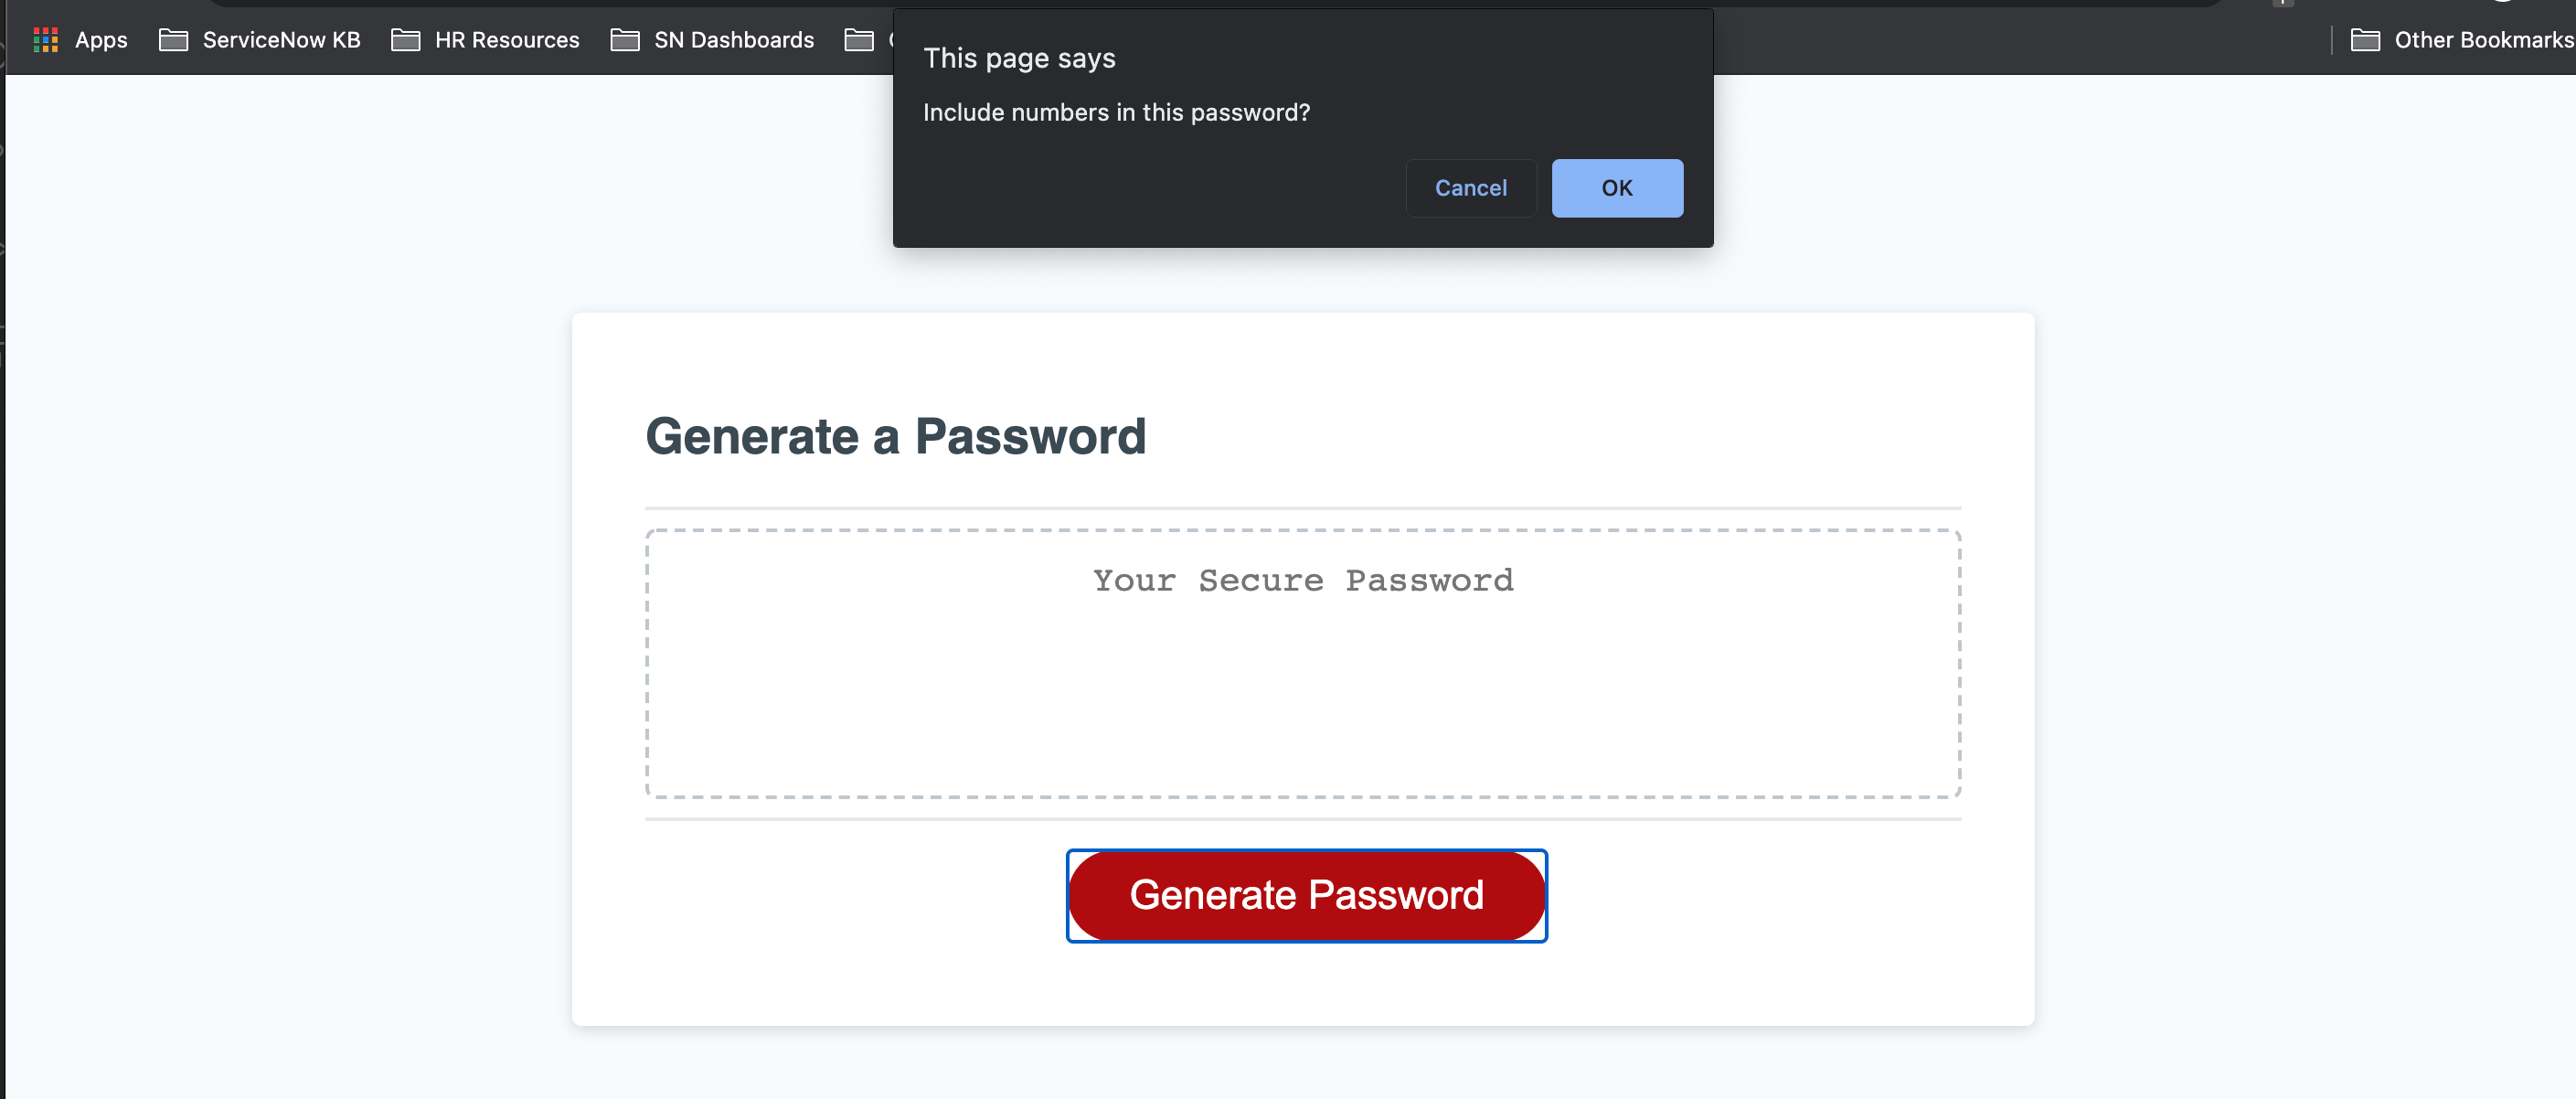 Apps ServiceNow KB HR Resources SN Dashboards Other Bookmarks
This page says
Include numbers in this password?
Cancel OK
Generate a Password
Your Secure Password
Generate Password